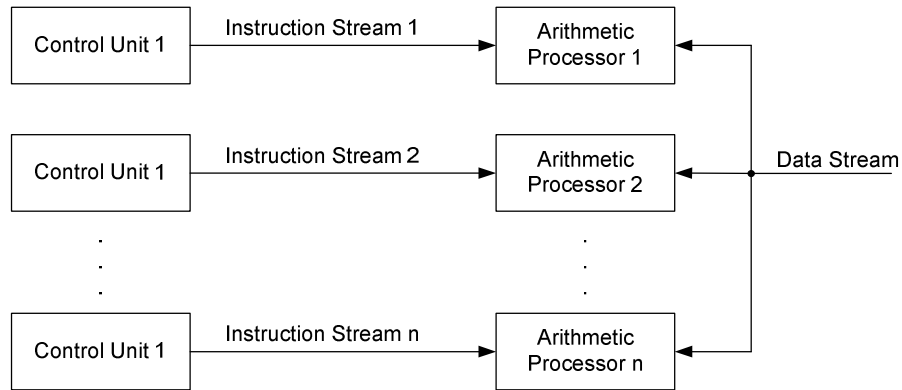 Control Unit 1
Instruction Stream 1
Arithmetic
Processor 1
Control Unit 1
Instruction Stream 2
Arithmetic
Processor 2
Data Stream
Control Unit 1
Instruction Stream n
Arithmetic
Processor n